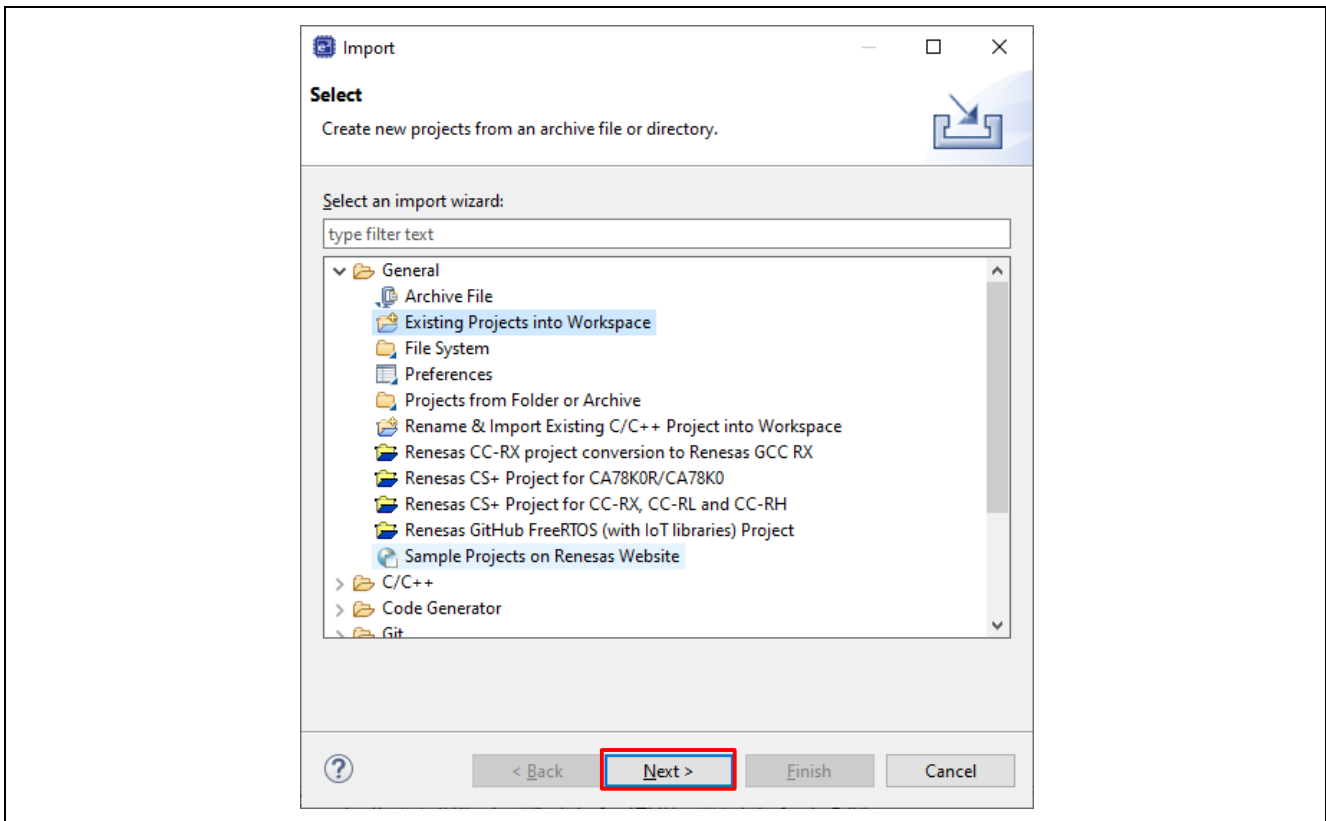 Import
Select
Create new projects from an archive file or directory.
Select an import wizard:
type filter text
General
Archive File
Existing Projects into Workspace
File System
Preferences
Projects from Folder or Archive
Rename & Import Existing C/C++ Project into Workspace
Renesas CC-RX project conversion to Renesas GCC RX
Renesas CS+ Project for CA78K0R/CA78K0
Renesas CS+ Project for CC-RX, CC-RL and CC-RH
Renesas GitHub FreeRTOS (with IoT libraries) Project
Sample Projects on Renesas Website
C/C++
Code Generator
Git
< Back Next > Finish Cancel